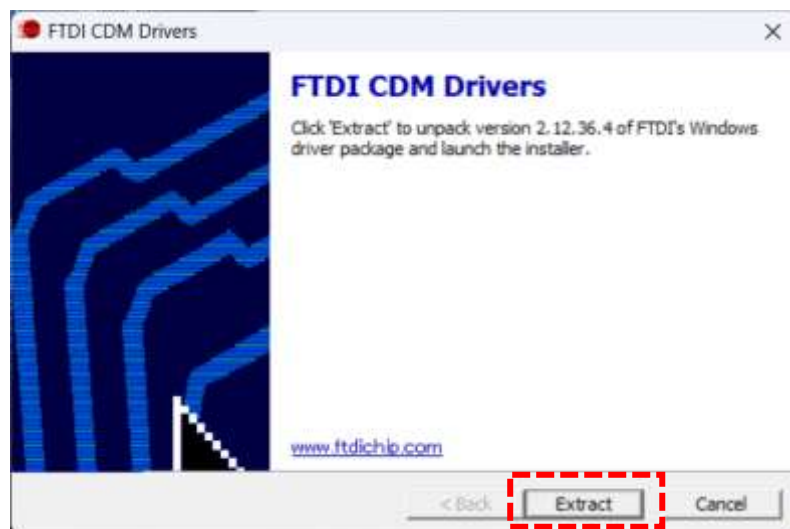 FTDI CDM Drivers
FTDI CDM Drivers
Click 'Extract' to unpack version 2.12.36.4 of FTDI's Windows
driver package and launch the installer.
www.ftdichip.com
< Back Extract Cancel